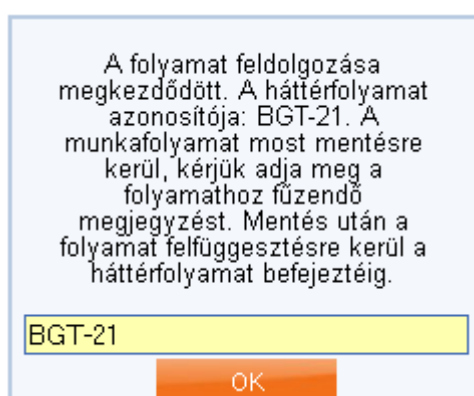 A folyamat feldolgozása
megkezdődött. A háttérfolyamat
azonosítója: BGT-21. A
munkafolyamat most mentésre
kerül, kérjük adja meg a
folyamathoz fűzendő
megjegyzést. Mentés után a
folyamat felfüggesztésre kerül a
háttérfolyamat befejeztéig.
BGT-21
OK